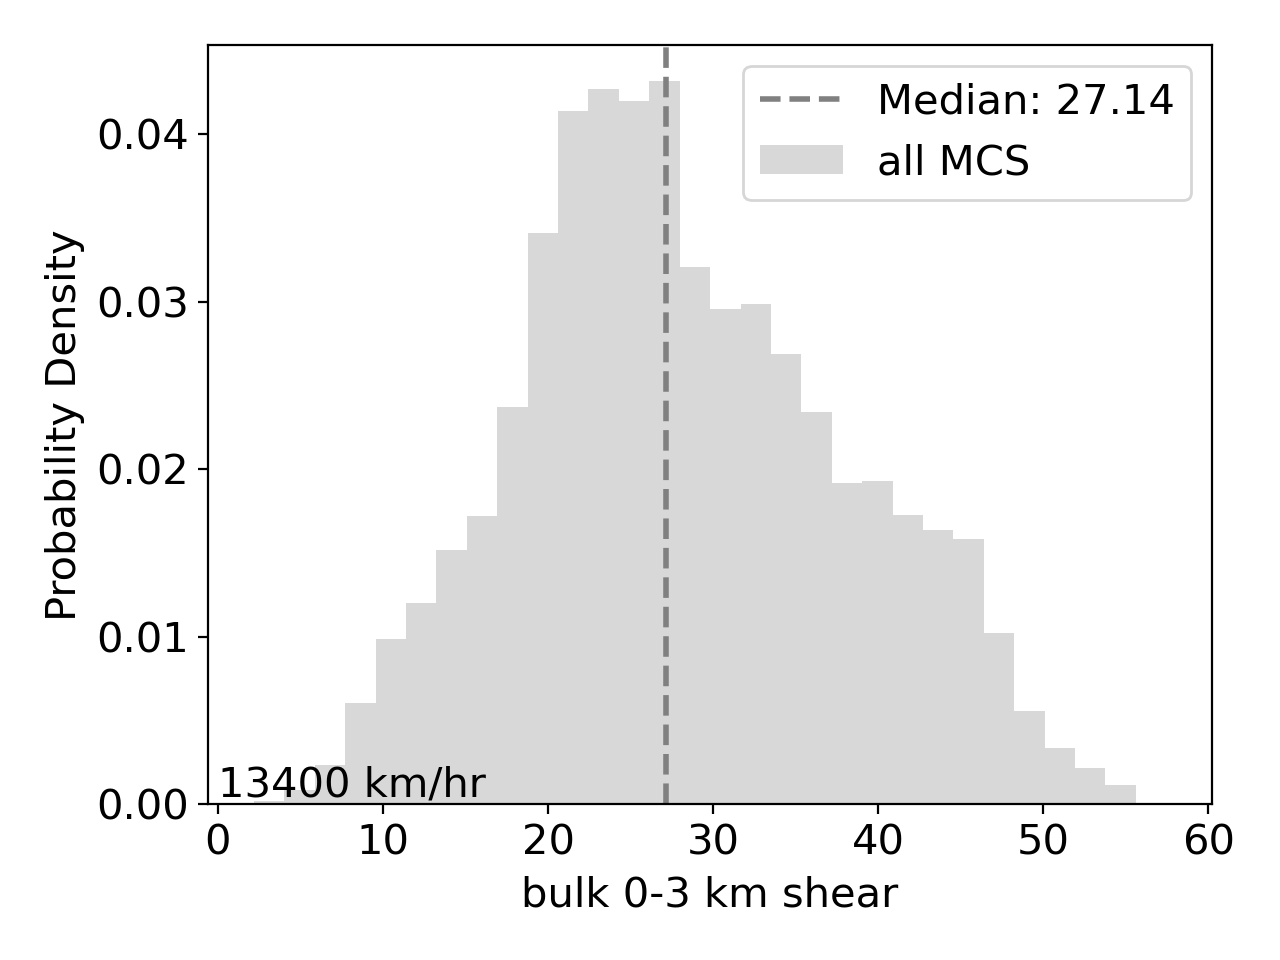 Median: 27.14
all MCS
Probability Density
0.04
0.03
0.02
0.01
0.00
13400 km/hr
0 10 20 30 40 50 60
bulk 0-3 km shear